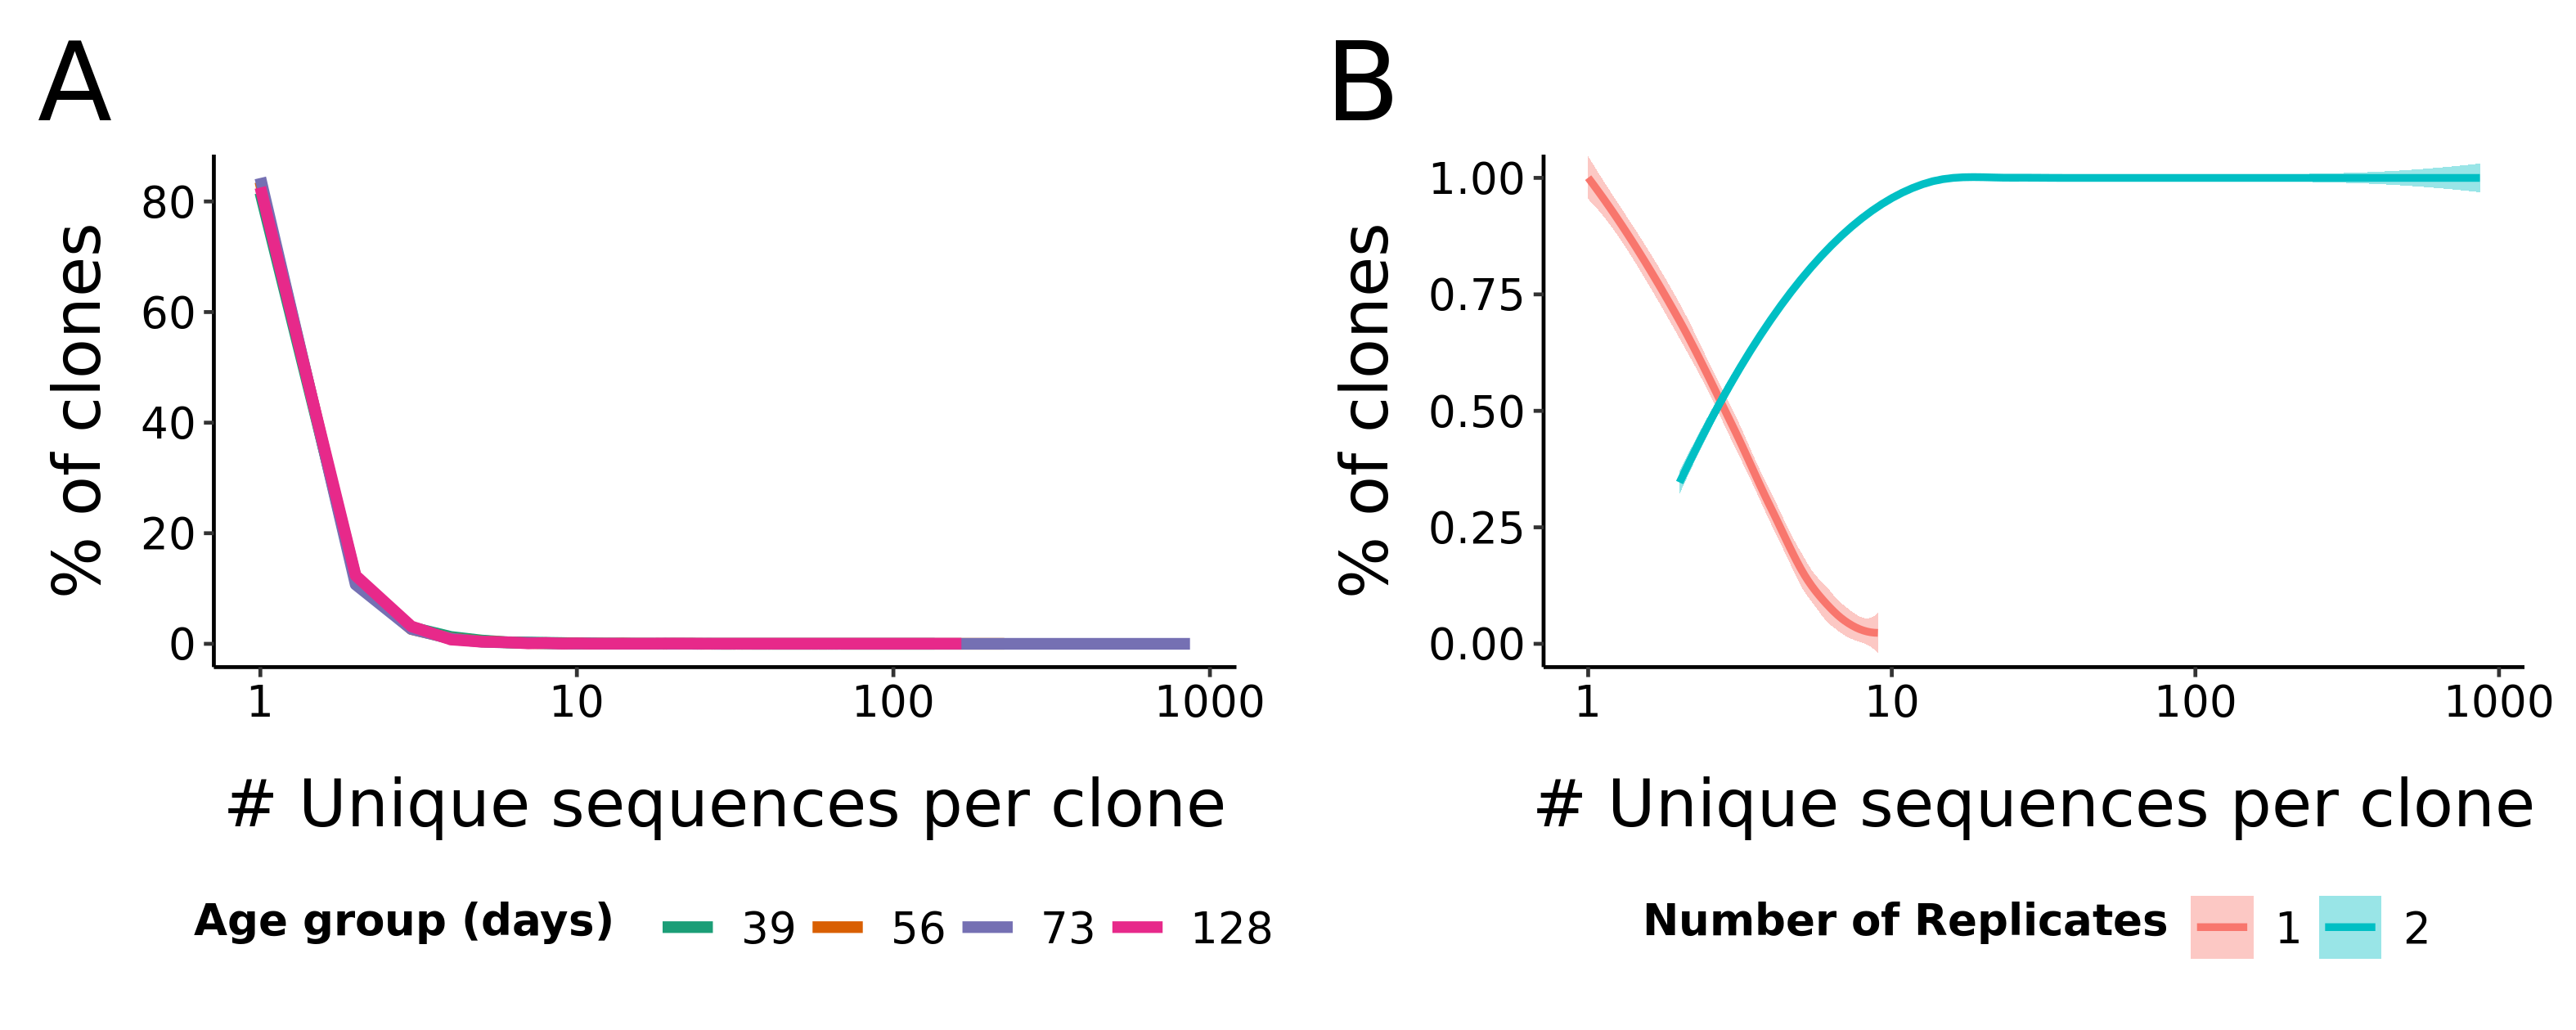 A
% of clones
80
60
40
20
0
1 10 100 1000
# Unique sequences per clone
Age group (days) 39 56 73 128
B
% of clones
1.00
0.75
0.50
0.25
0.00
1 10 100 1000
# Unique sequences per clone
Number of Replicates 1 2